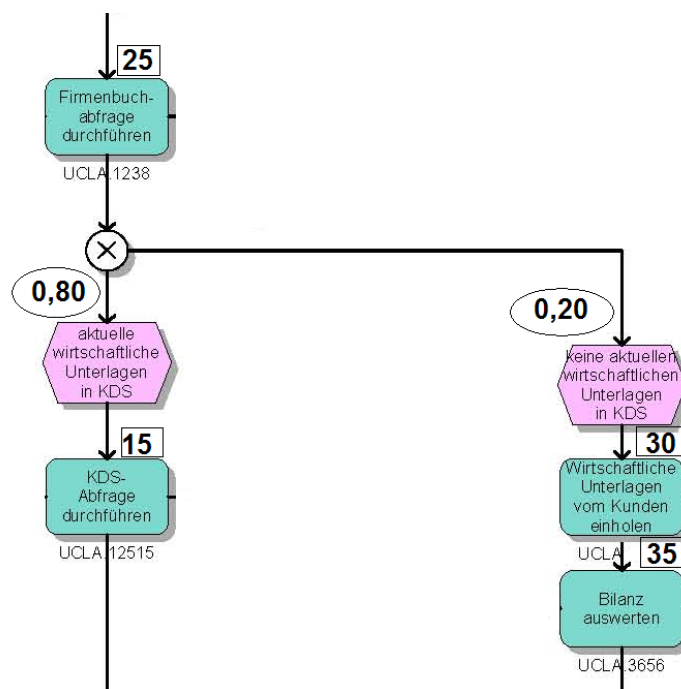 25
Firmenbuch-
abfrage
durchführen
UCLA.1238
0,80
0,20
aktuelle
wirtschaftliche
Unterlagen
in KDS
keine aktuellen
wirtschaftlichen
Unterlagen
in KDS
15
30
KDS-
Abfrage
durchführen
UCLA.12515
Wirtschaftliche
Unterlagen
vom Kunden
einholen
UCLA
35
Bilanz
auswerten
UCLA.3656